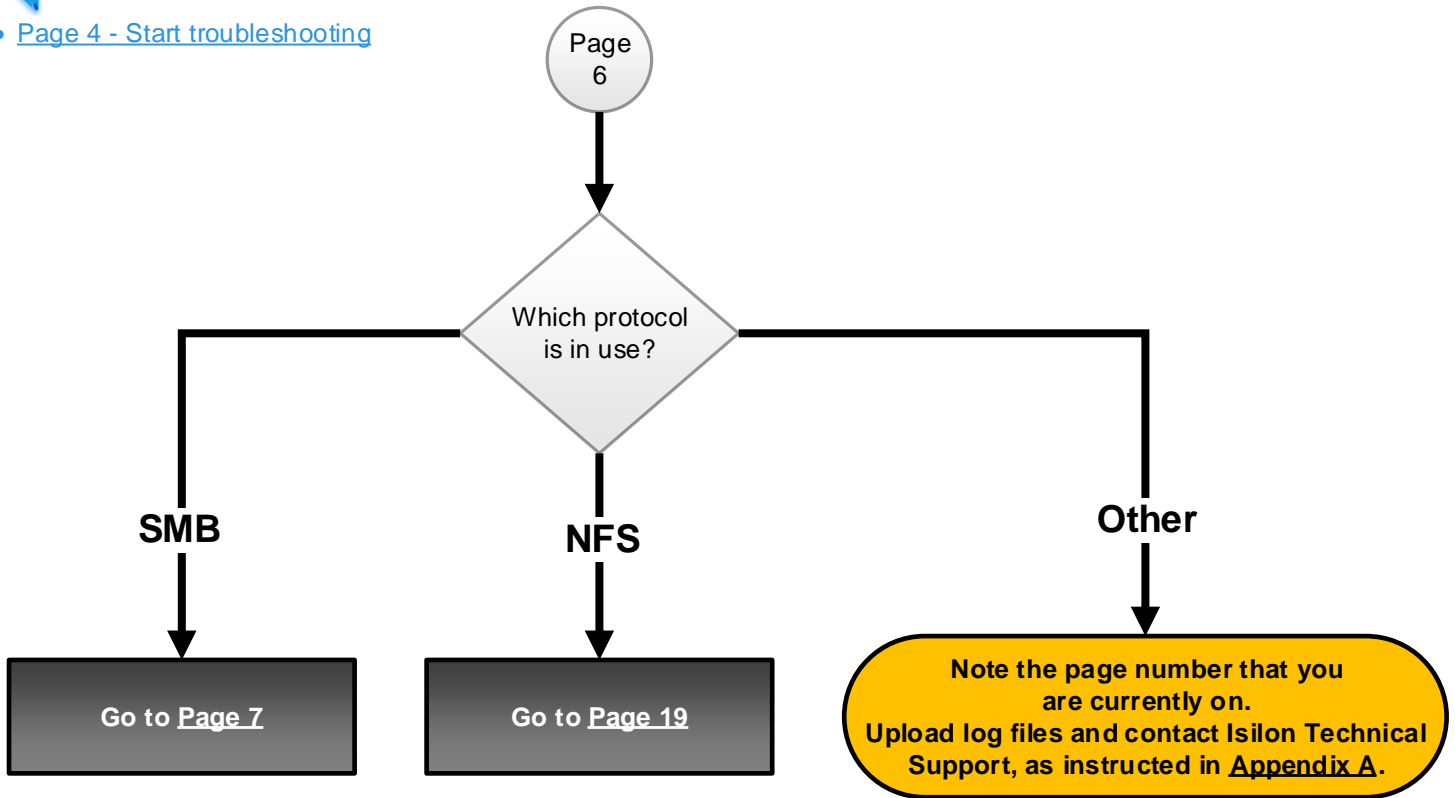 • Page 4 - Start troubleshooting
Page
6
Which protocol
is in use?
SMB
NFS
Other
Go to Page 7
Go to Page 19
Note the page number that you
are currently on.
Upload log files and contact Isilon Technical
Support, as instructed in Appendix A.